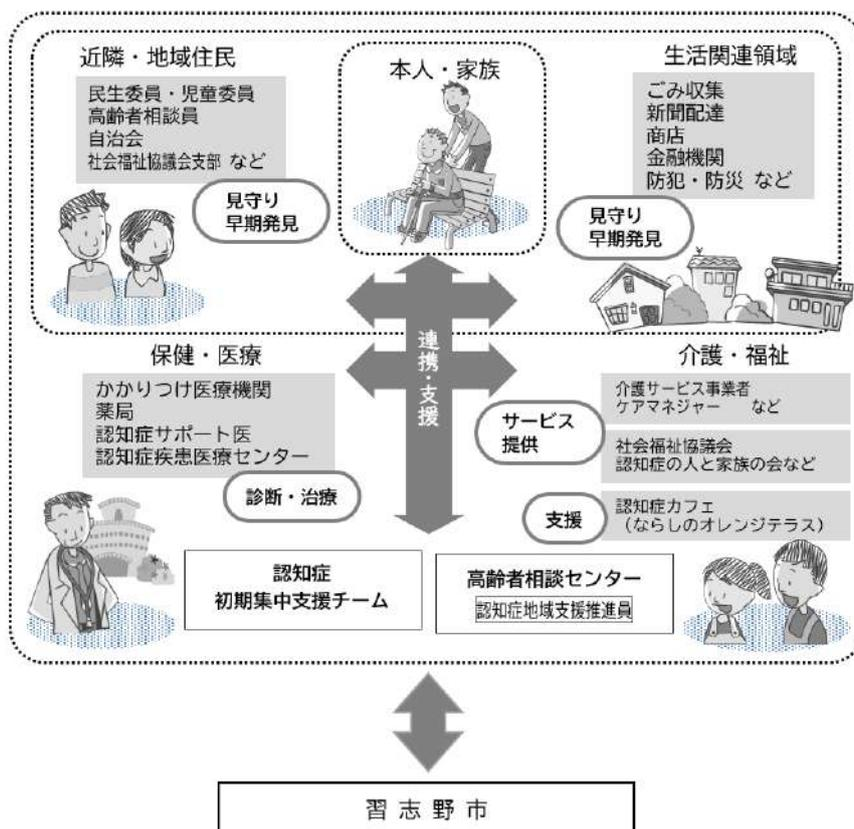 近隣・地域住民
民生委員・児童委員
高齢者相談員
自治会
社会福祉協議会支部 など
見守り
早期発見
本人・家族
生活関連領域
ごみ収集
新聞配達
商店
金融機関
防犯・防災 など
見守り
早期発見
連携・支援
保健・医療
かかりつけ医療機関
薬局
認知症サポート医
認知症疾患医療センター
診断・治療
介護・福祉
介護サービス事業者
ケアマネジャー など
サービス
提供
社会福祉協議会
認知症の人と家族の会など
支援
認知症カフェ
（ならしのオレンジテラス）
認知症
初期集中支援チーム
高齢者相談センター
認知症地域支援推進員
習志野市